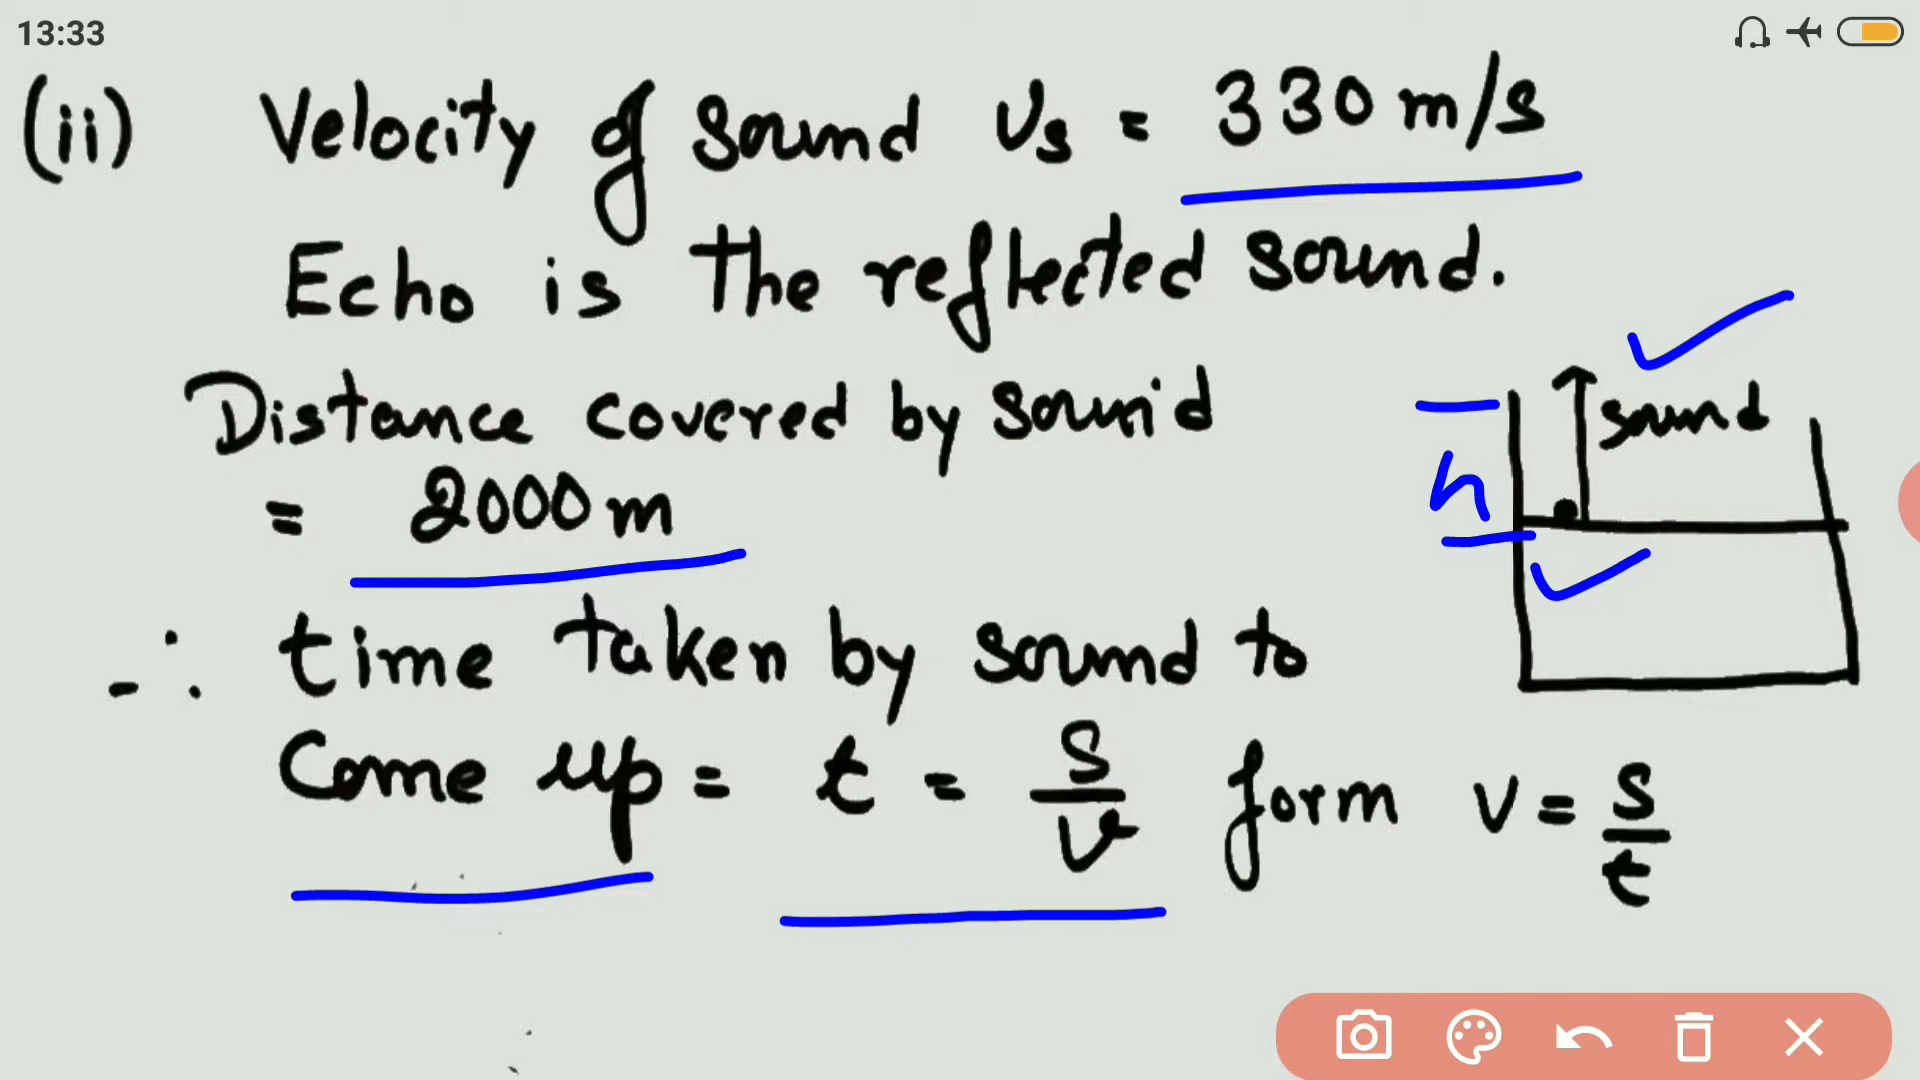 13:33
(ii) Velocity of sound Vs = 330 m/s
Echo is the reflected sound.
Distance covered by sound
= 2000 m
sound
h
∴ time taken by sound to
Come up = t = S/V form V = S/t